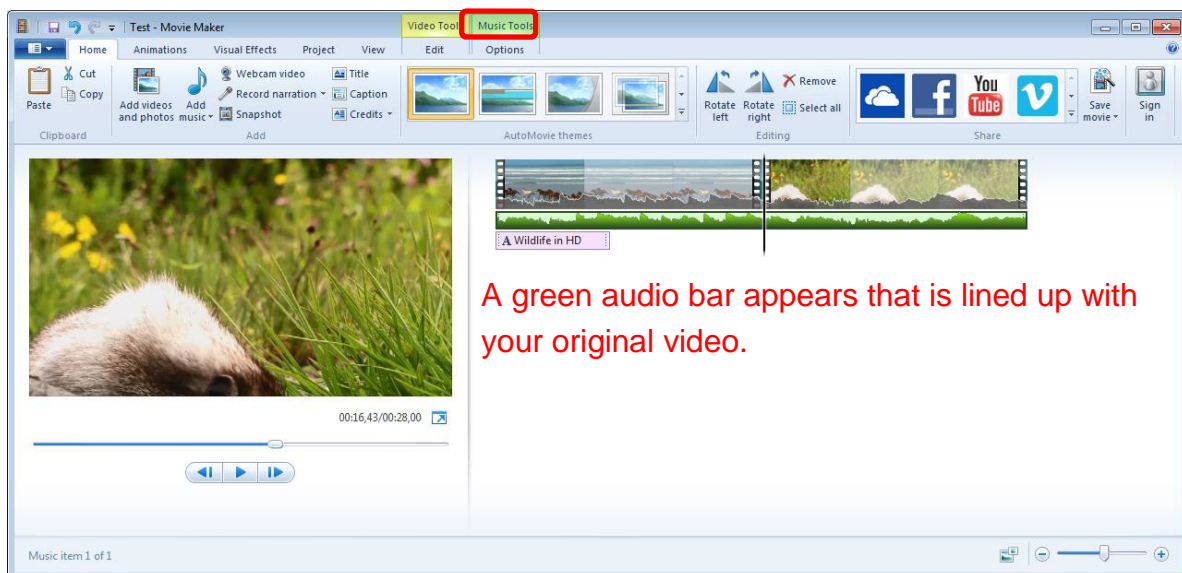 Test - Movie Maker
Video Tool
Music Tools
Home Animations Visual Effects Project View Edit Options
Paste
Cut
Copy
Clipboard
Add videos and photos
Add music
Webcam video
Record narration
Snapshot
Title
Caption
Credits
Add
AutoMovie themes
Rotate left
Rotate right
Remove
Select all
Editing
f
You Tube
v
Share
Save movie
Sign in
A Wildlife in HD
A green audio bar appears that is lined up with
your original video.
00:16,43/00:28,00
Music item 1 of 1